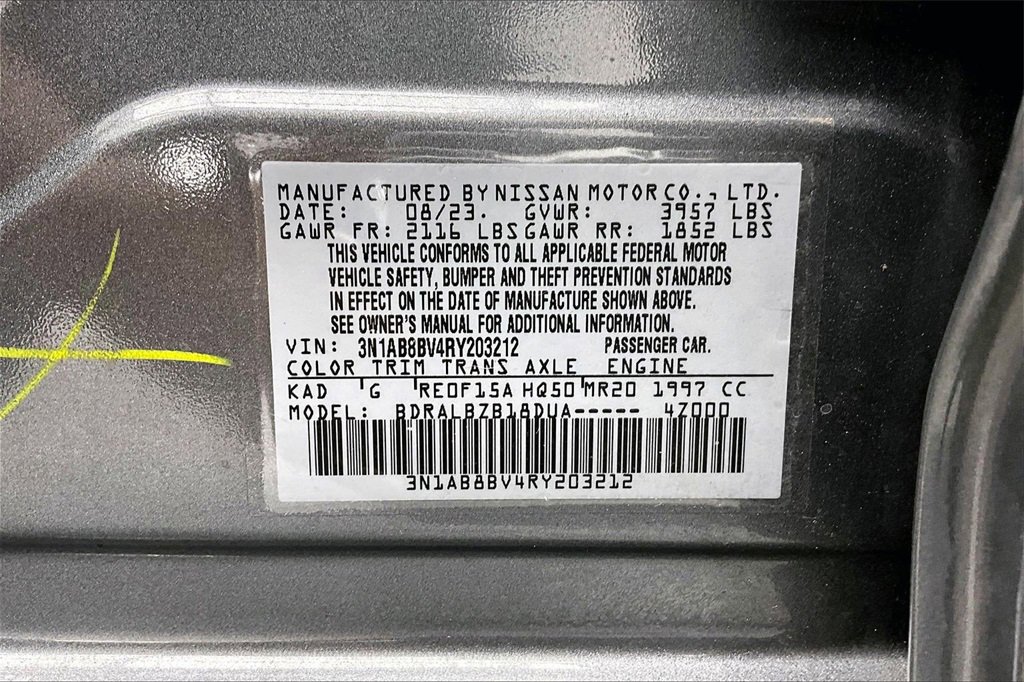 MANUFACTURED BY NISSAN MOTOR CO., LTD.
DATE: 08/23. GVWR: 3957 LBS
GAWR FR: 2116 LBS GAWR RR: 1852 LBS
THIS VEHICLE CONFORMS TO ALL APPLICABLE FEDERAL MOTOR
VEHICLE SAFETY, BUMPER AND THEFT PREVENTION STANDARDS
IN EFFECT ON THE DATE OF MANUFACTURE SHOWN ABOVE.
SEE OWNER'S MANUAL FOR ADDITIONAL INFORMATION.
VIN: 3N1AB8BV4RY203212 PASSENGER CAR.
COLOR TRIM TRANS AXLE ENGINE
KAD G RE0F15A HQ50 MR20 1997 CC
MODEL: BDRALBZB18DUA----- 4Z000
3N1AB8BV4RY203212